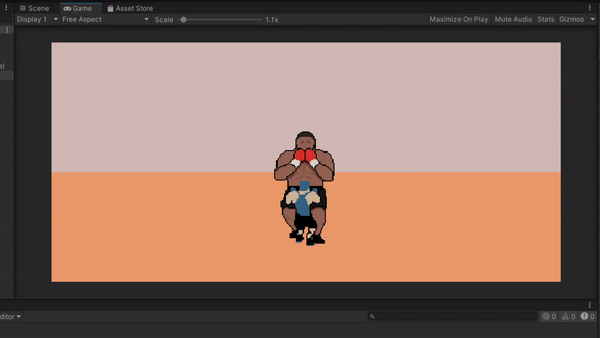 Scene Game Asset Store
Display 1 Free Aspect Scale 1.1x Maximize On Play Mute Audio Stats Gizmos
ditor 0 0 0